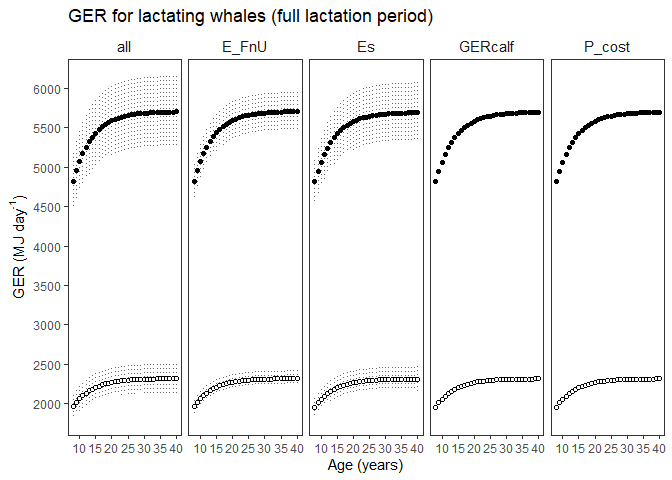 GER for lactating whales (full lactation period)
all E_FnU Es GERcalf P_cost
6000
5500
5000
4500
4000
3500
3000
2500
2000
GER (MJ day⁻¹)
10 15 20 25 30 35 40 10 15 20 25 30 35 40 10 15 20 25 30 35 40 10 15 20 25 30 35 40 10 15 20 25 30 35 40
Age (years)